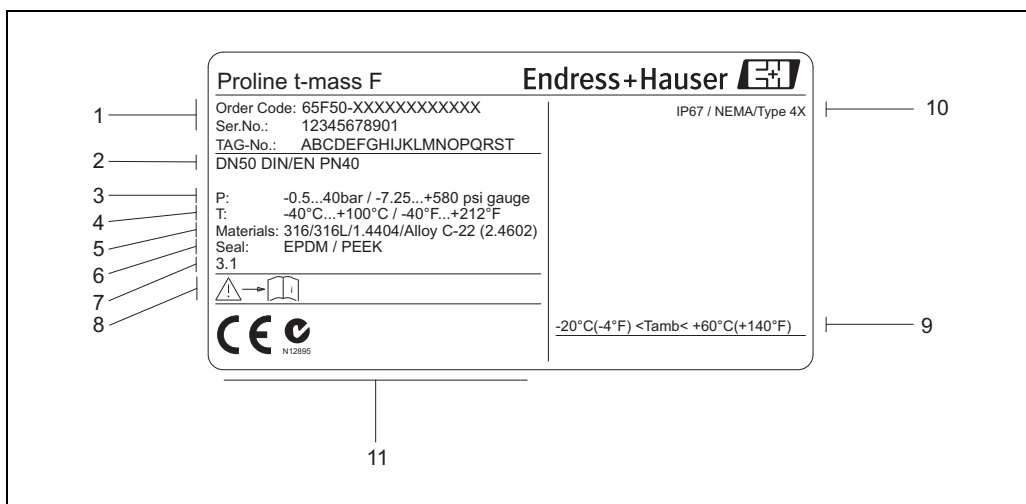 Proline t-mass F
Endress+Hauser EH
Order Code: 65F50-XXXXXXXXXXXX
Ser.No.: 12345678901
TAG-No.: ABCDEFGHIJKLMNOPQRST
DN50 DIN/EN PN40
P: -0.5...40bar / -7.25...+580 psi gauge
T: -40°C...+100°C / -40°F...+212°F
Materials: 316/316L/1.4404/Alloy C-22 (2.4602)
Seal: EPDM / PEEK
3.1
i
CE
N12895
IP67 / NEMA/Type 4X
-20°C(-4°F) <Tamb< +60°C(+140°F)
1
2
3
4
5
6
7
8
10
9
11